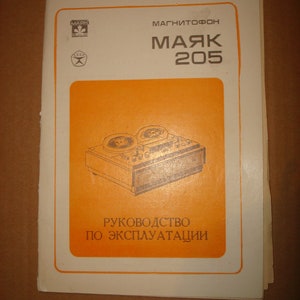 МАГНИТОФОН
МАЯК
205
РУКОВОДСТВО
ПО ЭКСПЛУАТАЦИИ